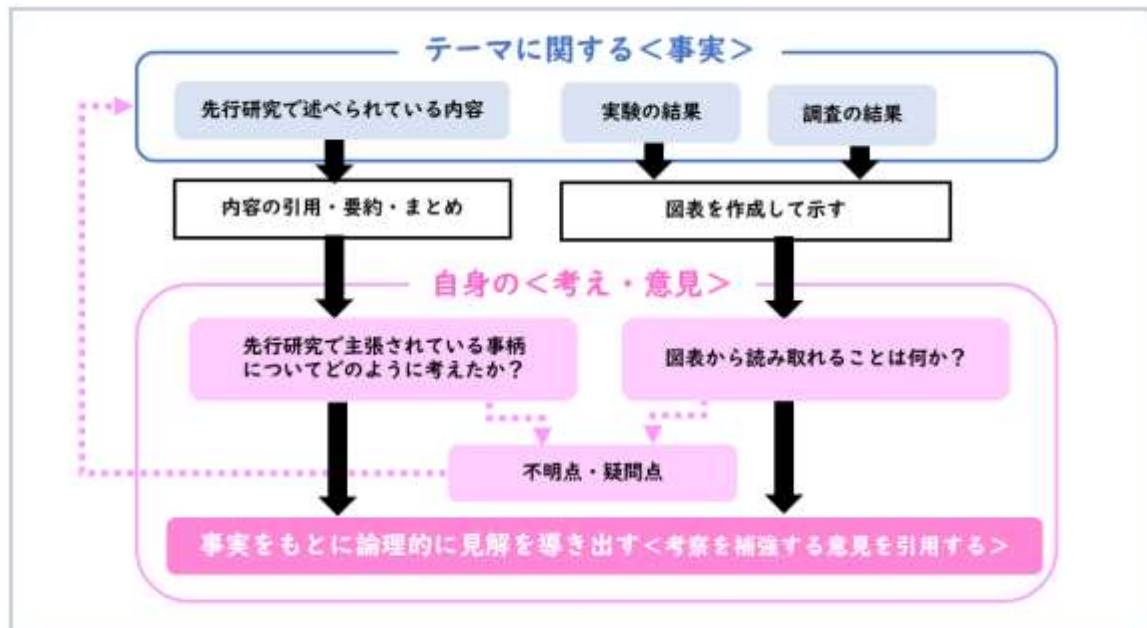 テーマに関する＜事実＞
先行研究で述べられている内容
実験の結果
調査の結果
内容の引用・要約・まとめ
図表を作成して示す
自身の＜考え・意見＞
先行研究で主張されている事柄
についてどのように考えたか？
図表から読み取れることは何か？
不明点・疑問点
事実をもとに論理的に見解を導き出す＜考察を補強する意見を引用する＞